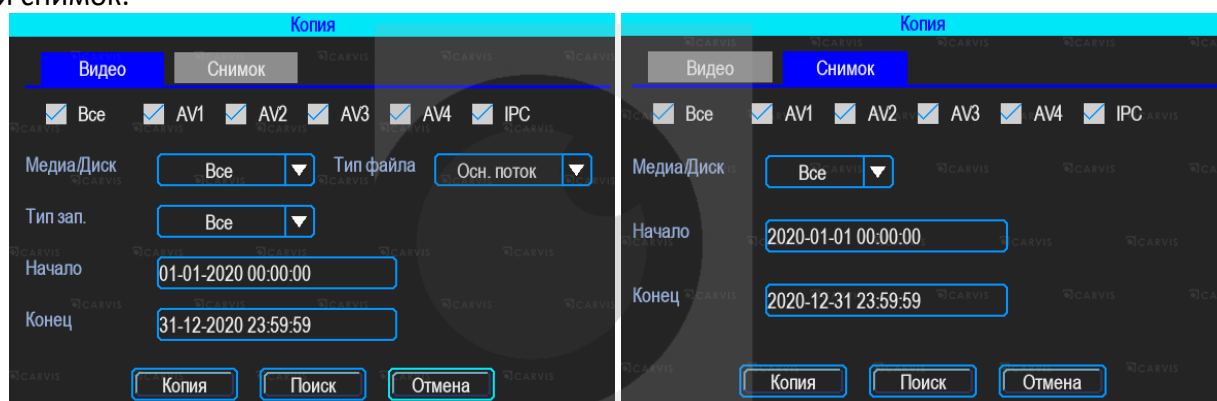 снимок.
Копия
Видео Снимок
Все AV1 AV2 AV3 AV4 IPC
Медиа/Диск Все Тип файла Осн. поток
Тип зап. Все
Начало 01-01-2020 00:00:00
Конец 31-12-2020 23:59:59
Копия Поиск Отмена
Копия
Видео Снимок
Все AV1 AV2 AV3 AV4 IPC
Медиа/Диск Все
Начало 2020-01-01 00:00:00
Конец 2020-12-31 23:59:59
Копия Поиск Отмена
CARVIS